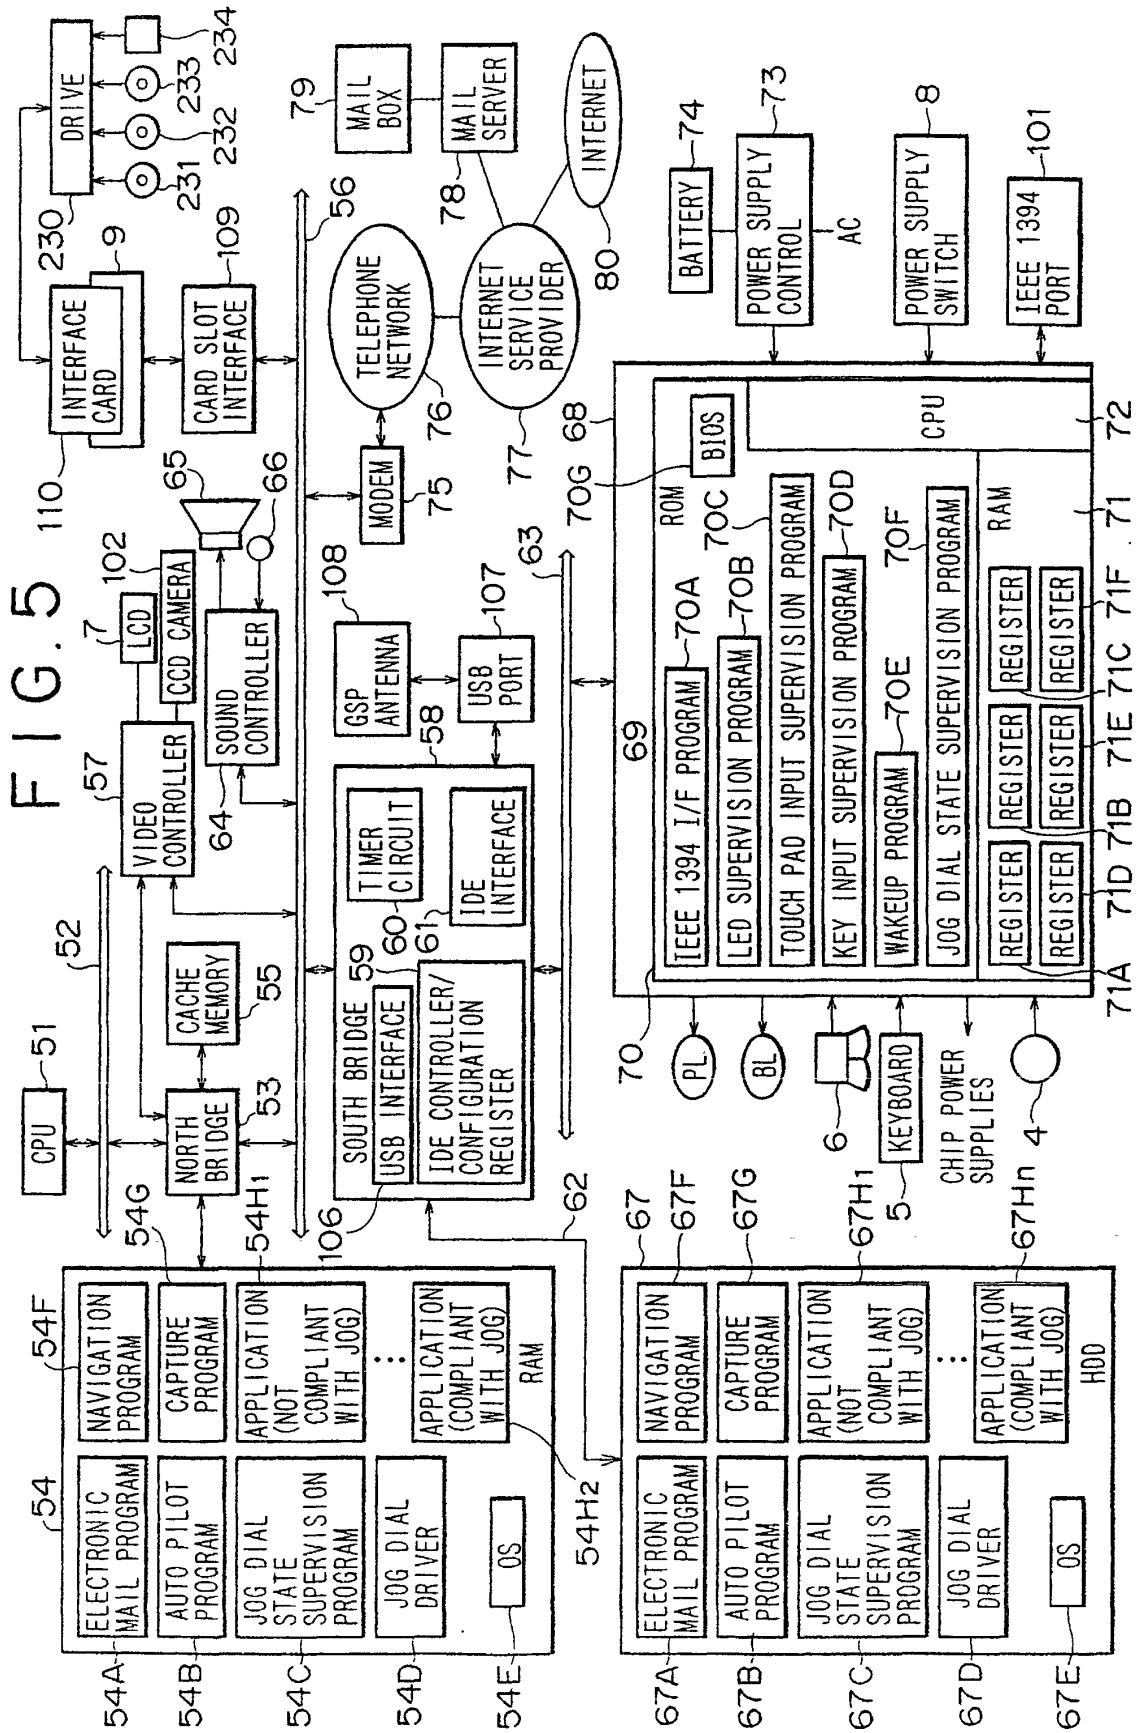 FIG. 5
CPU
51
52
NORTH
BRIDGE
53
CACHE
MEMORY
55
VIDEO
CONTROLLER
57
LCD
7
CCD CAMERA
102
SOUND
CONTROLLER
64
65
66
INTERFACE
CARD
110
9
CARD SLOT
INTERFACE
109
DRIVE
230
231
232
233
234
56
54
ELECTRONIC
MAIL PROGRAM
54A
AUTO PILOT
PROGRAM
54B
JOG DIAL
STATE
SUPERVISION
PROGRAM
54C
JOG DIAL
DRIVER
54D
OS
54E
NAVIGATION
PROGRAM
54F
CAPTURE
PROGRAM
54G
APPLICATION
(NOT
COMPLIANT
WITH JOG)
54H1
APPLICATION
(COMPLIANT
WITH JOG)
54H2
RAM
SOUTH BRIDGE
58
USB INTERFACE
106
IDE CONTROLLER/
CONFIGURATION
REGISTER
59
TIMER
CIRCUIT
60
IDE
INTERFACE
61
GSP
ANTENNA
108
USB
PORT
107
MODEM
75
TELEPHONE
NETWORK
76
INTERNET
SERVICE
PROVIDER
77
MAIL
SERVER
78
MAIL
BOX
79
INTERNET
80
62
63
67
ELECTRONIC
MAIL PROGRAM
67A
AUTO PILOT
PROGRAM
67B
JOG DIAL
STATE
SUPERVISION
PROGRAM
67C
JOG DIAL
DRIVER
67D
OS
67E
NAVIGATION
PROGRAM
67F
CAPTURE
PROGRAM
67G
APPLICATION
(NOT
COMPLIANT
WITH JOG)
67H1
APPLICATION
(COMPLIANT
WITH JOG)
67Hn
HDD
PL
BL
6
KEYBOARD
5
CHIP POWER
SUPPLIES
4
68
69
70
ROM
IEEE 1394 I/F PROGRAM
70A
LED SUPERVISION PROGRAM
70B
TOUCH PAD INPUT SUPERVISION PROGRAM
70C
KEY INPUT SUPERVISION PROGRAM
70D
WAKEUP PROGRAM
70E
JOG DIAL STATE SUPERVISION PROGRAM
70F
BIOS
70G
CPU
72
RAM
71
REGISTER
REGISTER
REGISTER
REGISTER
REGISTER
REGISTER
71A
71D
71B
71E
71C
71F
BATTERY
74
POWER SUPPLY
CONTROL
73
AC
POWER SUPPLY
SWITCH
8
IEEE 1394
PORT
101